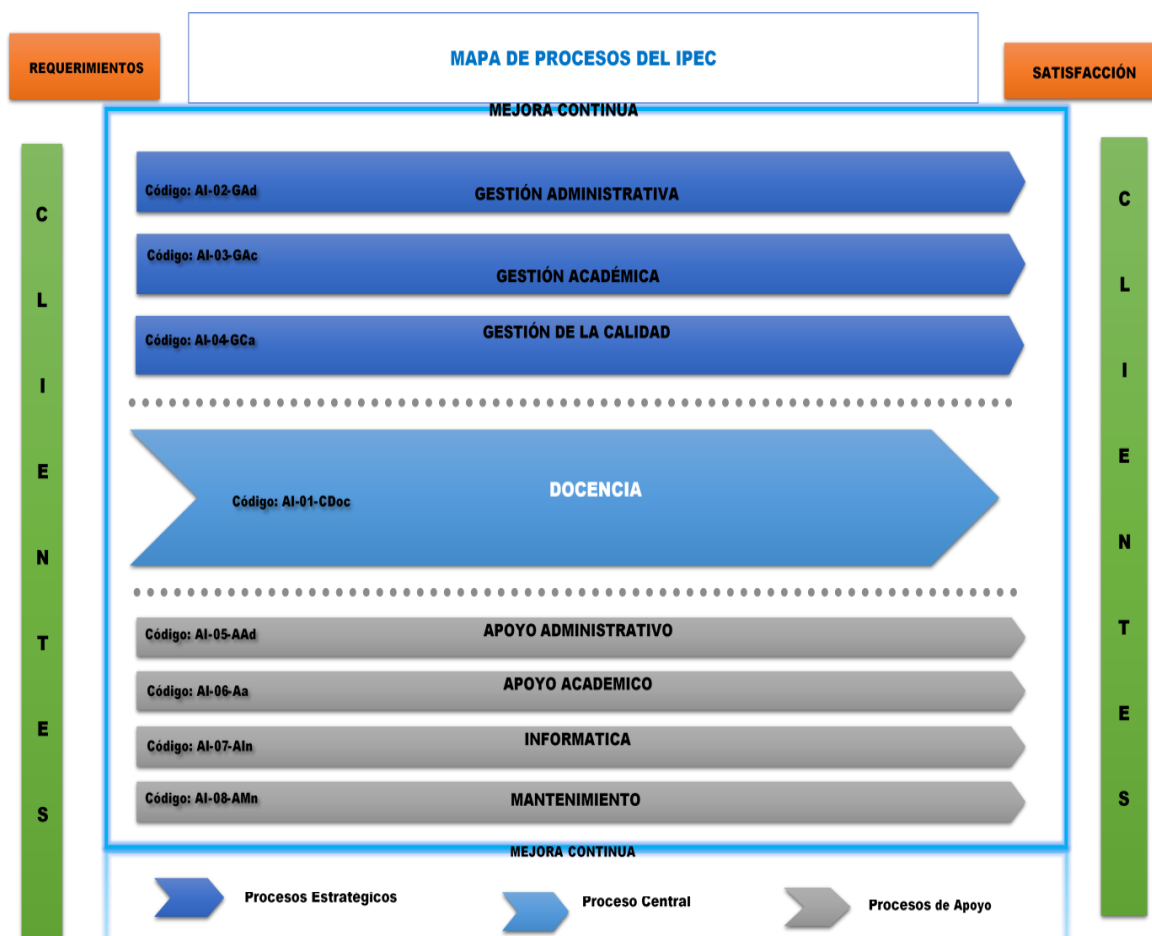 REQUERIMIENTOS
MAPA DE PROCESOS DEL IPEC
SATISFACCIÓN
MEJORA CONTINUA
CLIENTES
Código: AI-02-GAd
GESTIÓN ADMINISTRATIVA
Código: AI-03-GAc
GESTIÓN ACADÉMICA
Código: AI-04-GCa
GESTIÓN DE LA CALIDAD
Código: AI-01-CDoc
DOCENCIA
Código: AI-05-AAd
APOYO ADMINISTRATIVO
Código: AI-06-Aa
APOYO ACADEMICO
Código: AI-07-AIn
INFORMATICA
Código: AI-08-AMn
MANTENIMIENTO
CLIENTES
MEJORA CONTINUA
Procesos Estratégicos
Proceso Central
Procesos de Apoyo